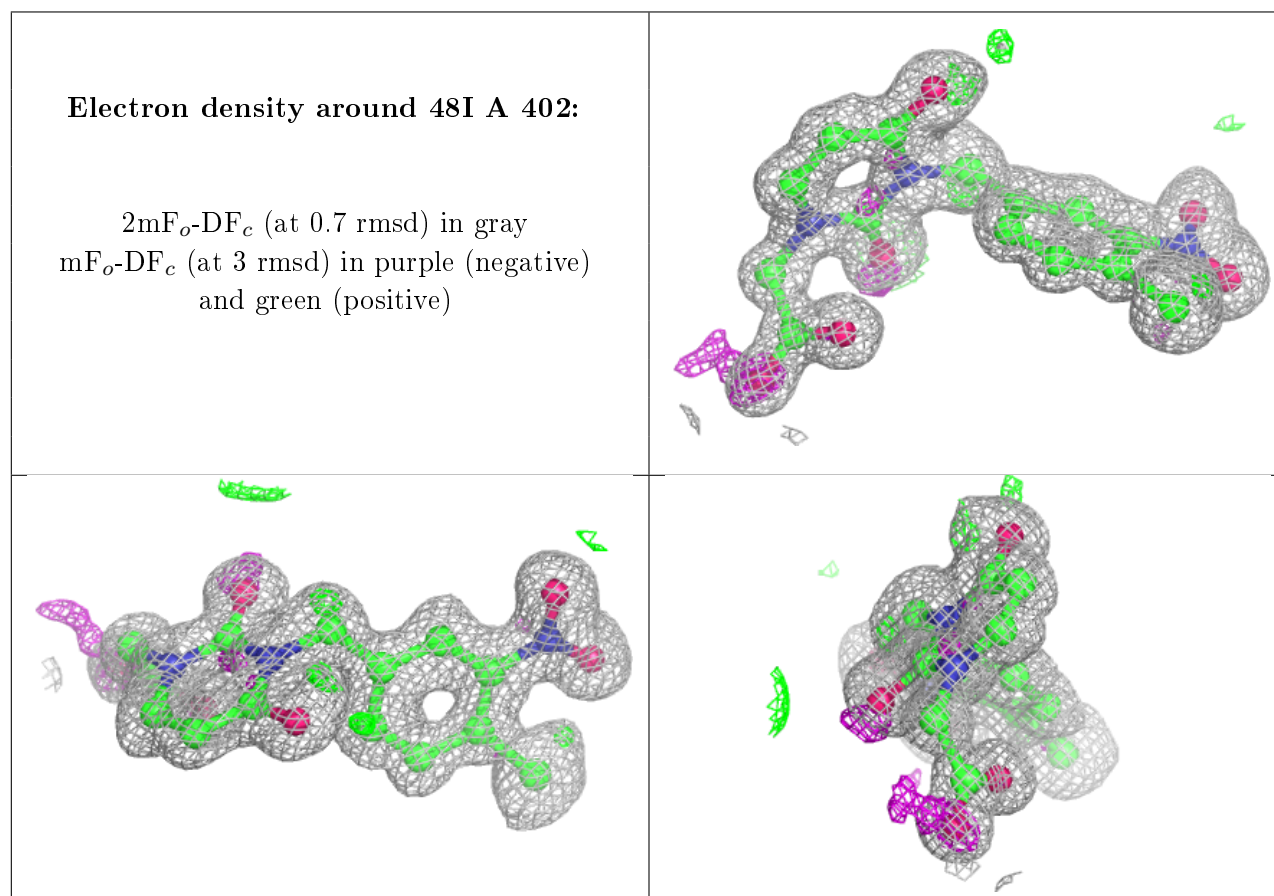 Electron density around 48I A 402:
2mFo-DFc (at 0.7 rmsd) in gray
mFo-DFc (at 3 rmsd) in purple (negative)
and green (positive)